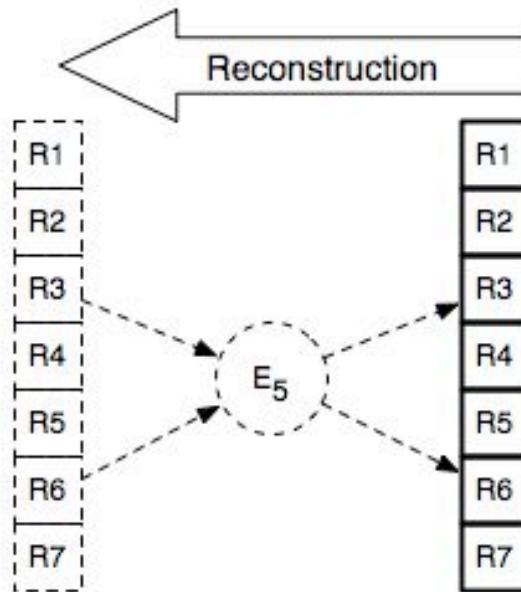 Reconstruction
R1 R1
R2 R2
R3 R3
R4 R4
E5
R5 R5
R6 R6
R7 R7